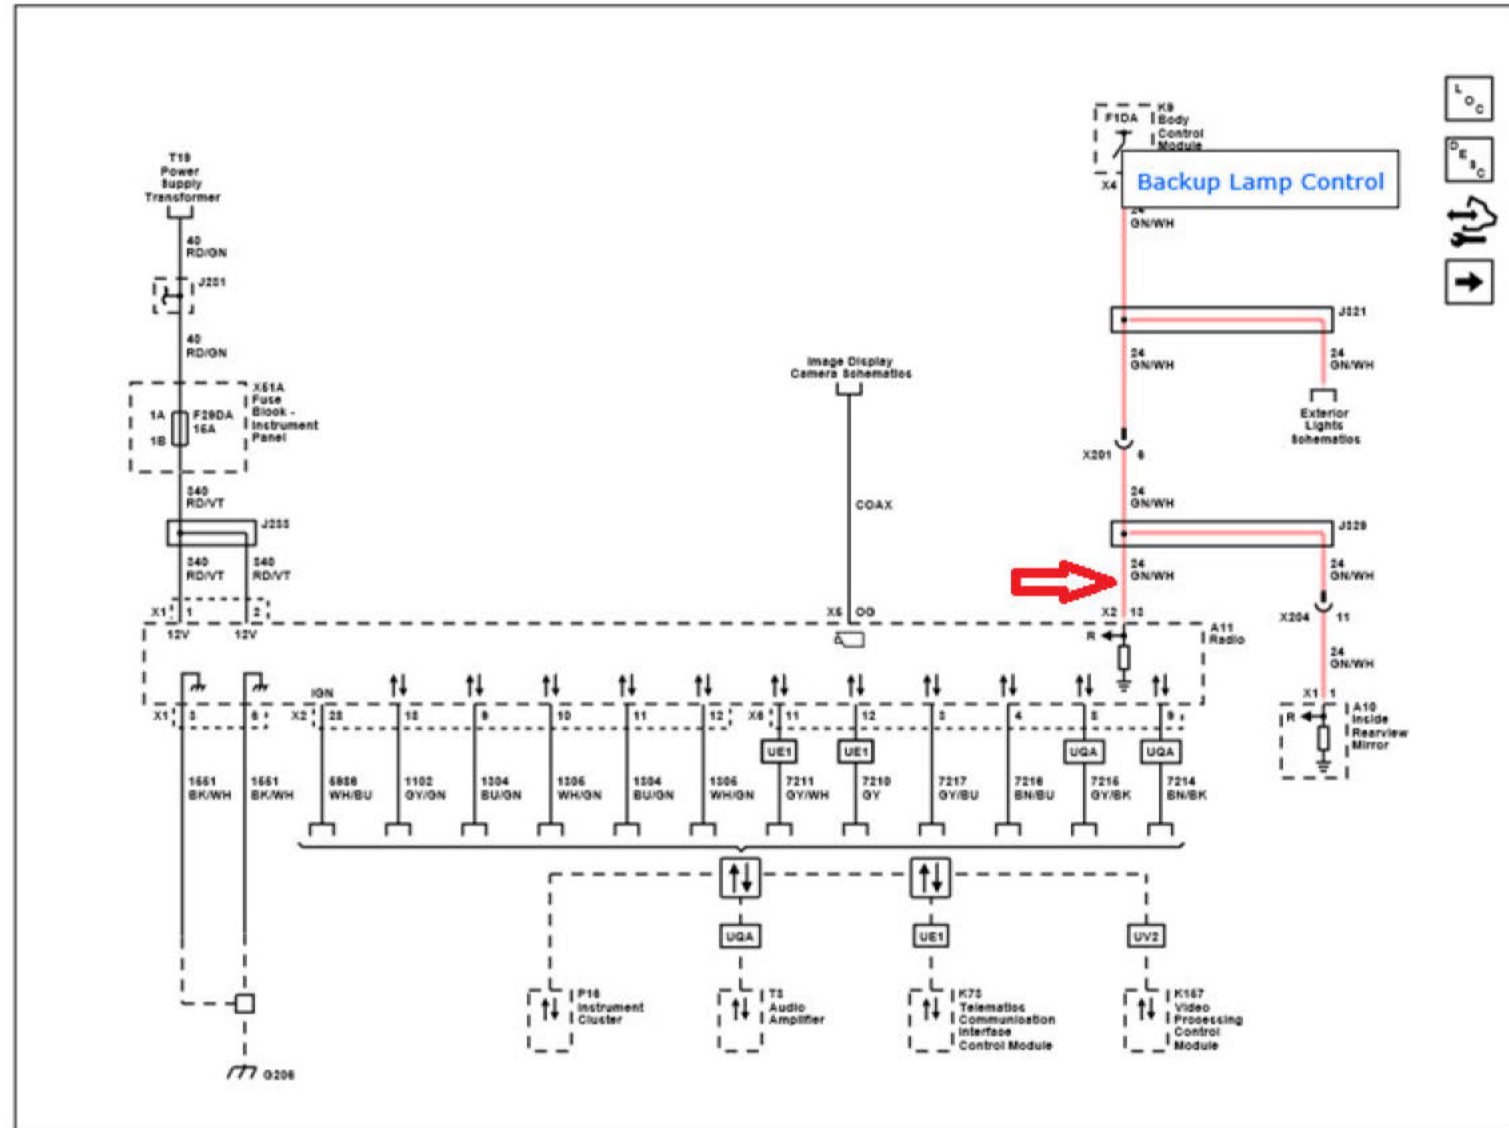 L
O
C
D
E
S
C
K9
Body
Control
Module
F1DA
X4
Backup Lamp Control
24
GN/WH
T19
Power
Supply
Transformer
40
RD/GN
J251
40
RD/GN
X51A
Fuse
Block -
Instrument
Panel
1A
F29DA
15A
1B
340
RD/VT
J255
340
RD/VT
340
RD/VT
X1
1
2
12V
12V
Image Display
Camera Schematics
COAX
X5
OG
J321
24
GN/WH
24
GN/WH
Exterior
Lights
Schematics
X201
6
24
GN/WH
J329
24
GN/WH
24
GN/WH
X2
13
X204
11
24
GN/WH
X1
1
A10
Inside
Rearview
Mirror
R
A11
Radio
R
IGN
X1
5
6
X2
28
18
9
10
11
12
X6
11
12
3
4
8
9
UE1
UE1
UQA
UQA
1551
BK/WH
1551
BK/WH
5986
WH/BU
1102
GY/GN
1304
BU/GN
1305
WH/GN
1304
BU/GN
1305
WH/GN
7211
GY/WH
7210
GY
7217
GY/BU
7216
BN/BU
7215
GY/BK
7214
BN/BK
UQA
UE1
UV2
P16
Instrument
Cluster
T3
Audio
Amplifier
K73
Telematics
Communication
Interface
Control Module
K157
Video
Processing
Control
Module
G206